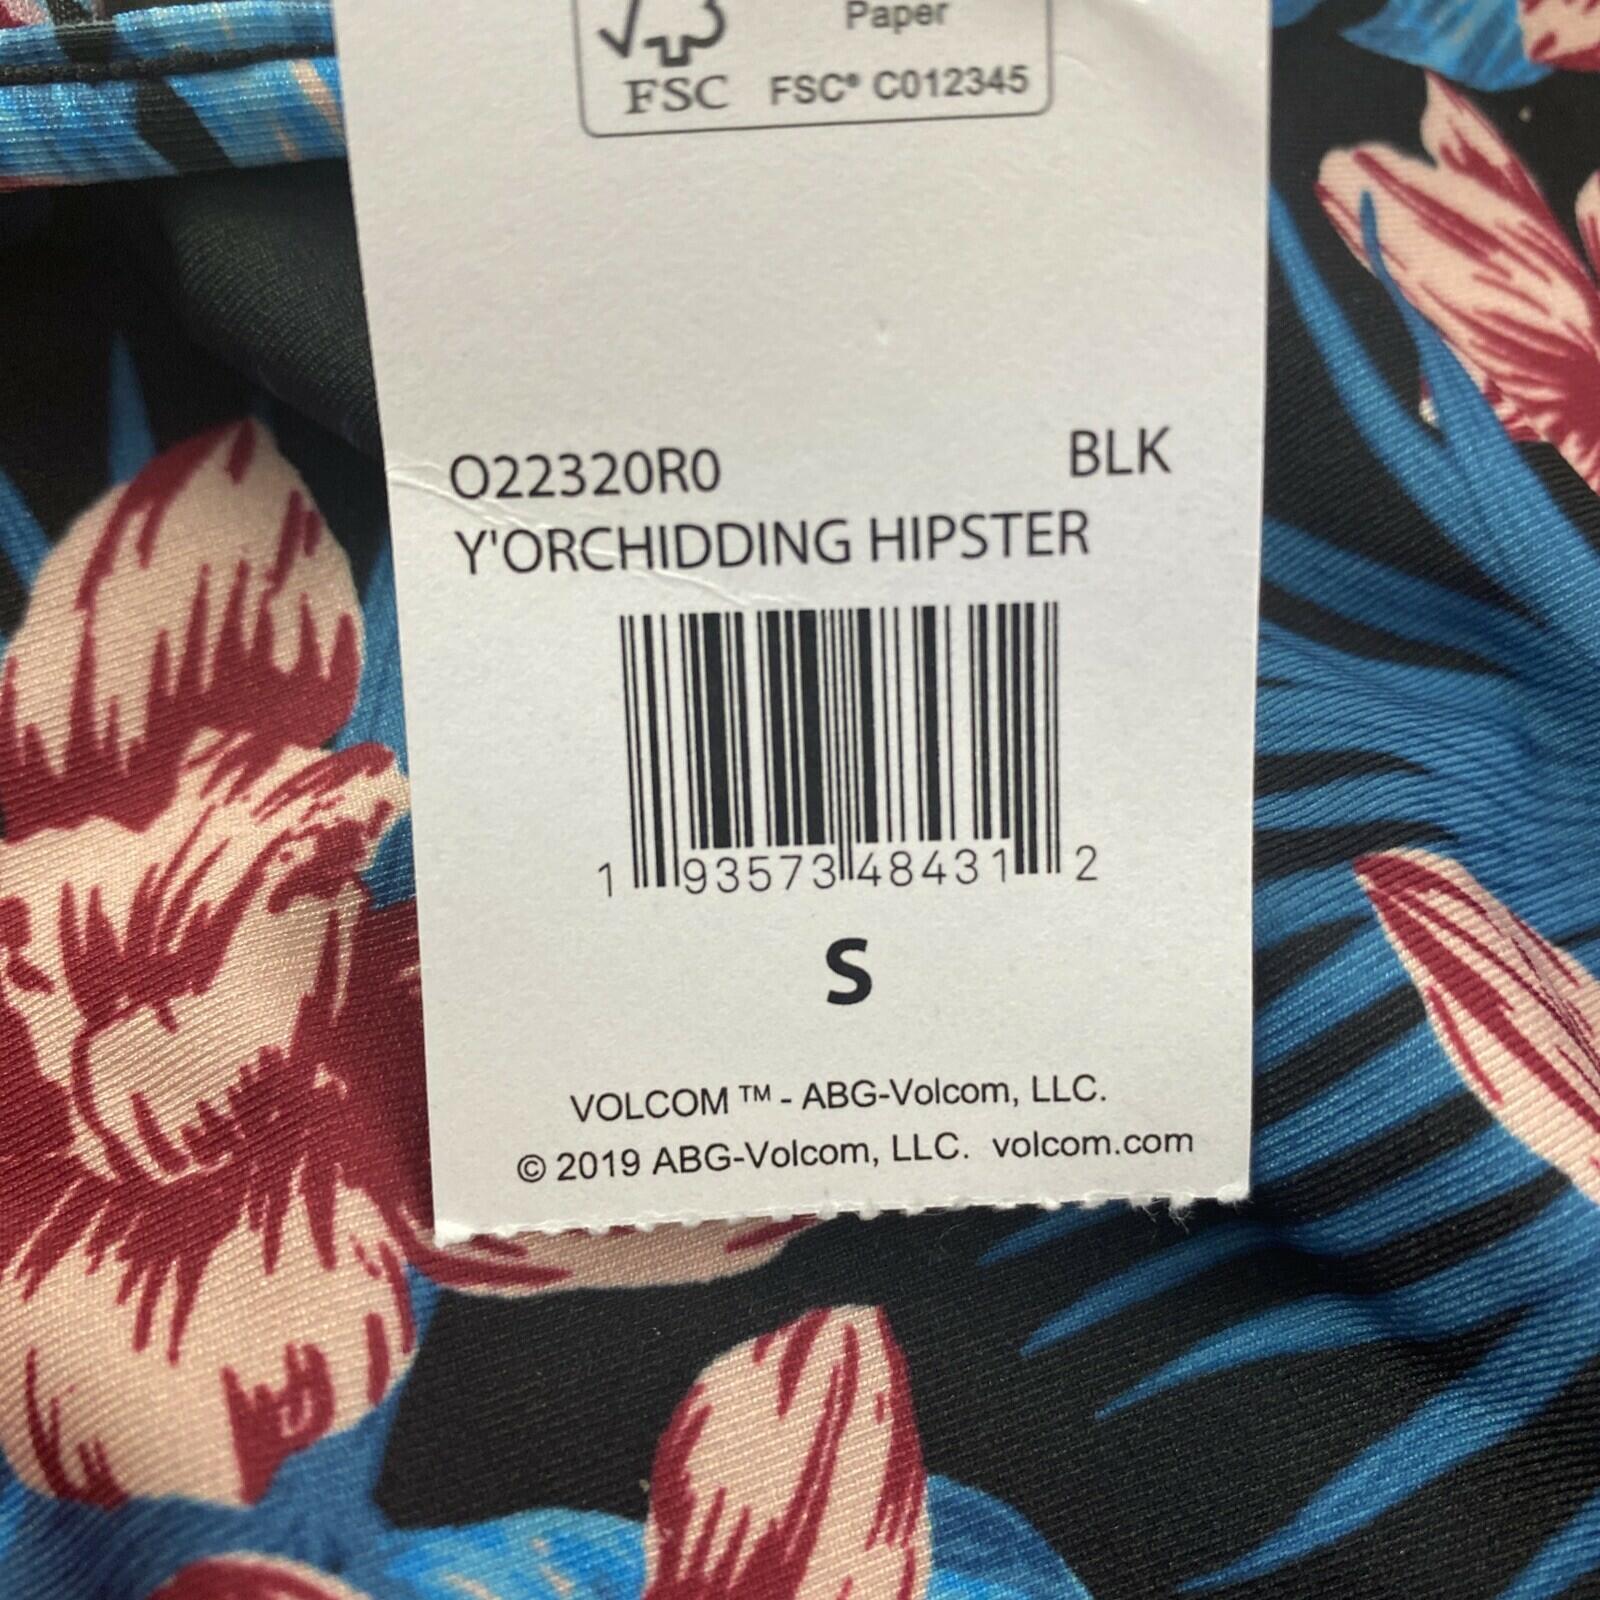 Paper
FSC FSC® C012345
O22320R0 BLK
Y'ORCHIDDING HIPSTER
1 93573 48431 2
S
VOLCOM ™ - ABG-Volcom, LLC.
© 2019 ABG-Volcom, LLC. volcom.com